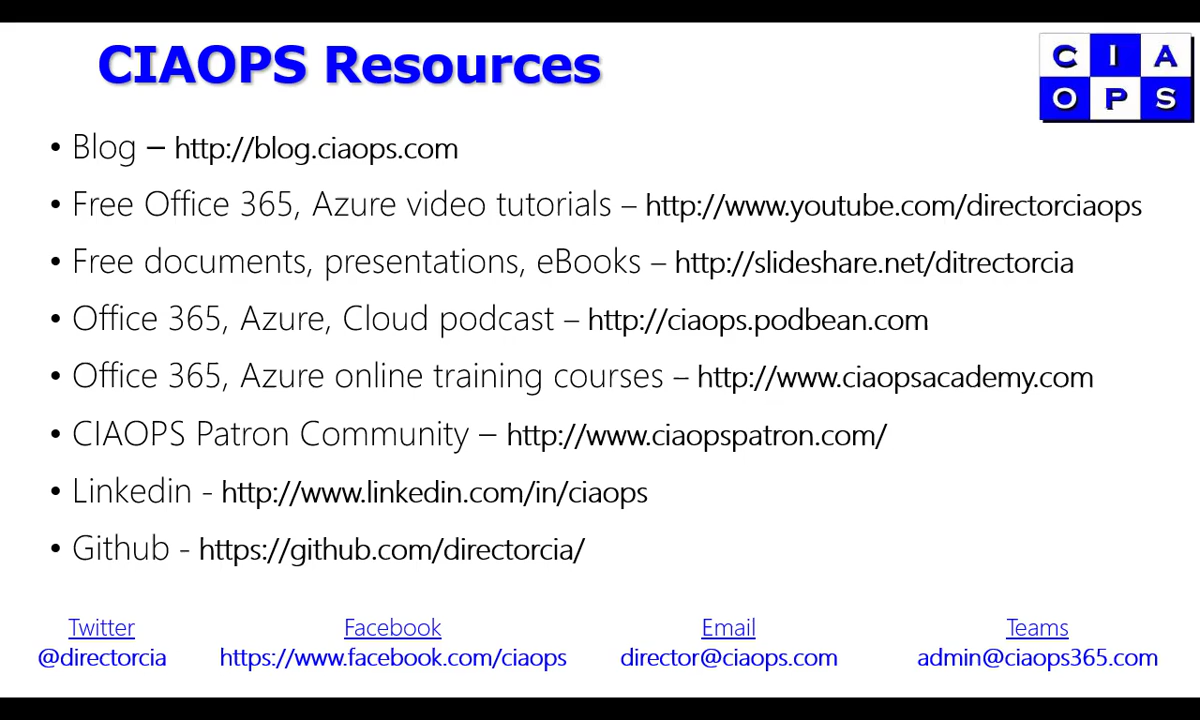 CIAOPS Resources
C I A
O P S
• Blog – http://blog.ciaops.com
• Free Office 365, Azure video tutorials – http://www.youtube.com/directorciaops
• Free documents, presentations, eBooks – http://slideshare.net/ditrectorcia
• Office 365, Azure, Cloud podcast – http://ciaops.podbean.com
• Office 365, Azure online training courses – http://www.ciaopsacademy.com
• CIAOPS Patron Community – http://www.ciaopspatron.com/
• Linkedin - http://www.linkedin.com/in/ciaops
• Github - https://github.com/directorcia/
Twitter Facebook Email Teams
@directorcia https://www.facebook.com/ciaops director@ciaops.com admin@ciaops365.com